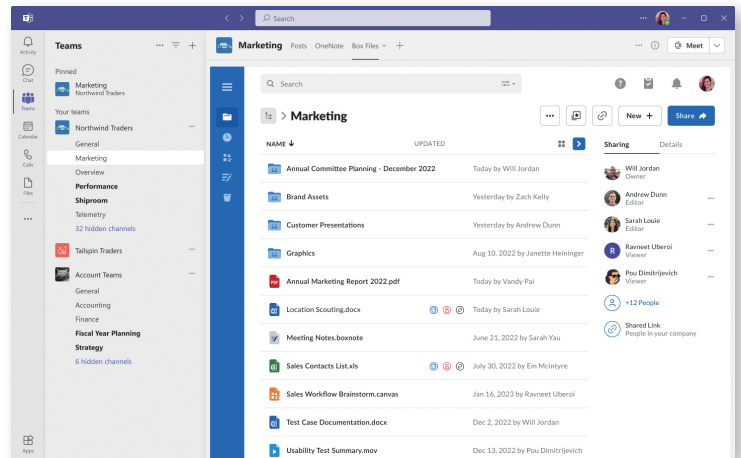 Search
Activity
Chat
Teams
Calendar
Calls
Files
Apps
Teams
Pinned
Marketing
Northwind Traders
Your teams
Northwind Traders
General
Marketing
Overview
Performance
Shiproom
Telemetry
32 hidden channels
Tailspin Traders
Account Teams
General
Accounting
Finance
Fiscal Year Planning
Strategy
6 hidden channels
Marketing Posts OneNote Box Files
Meet
Search
> Marketing
New +
Share
NAME UPDATED
Annual Committee Planning - December 2022 Today by Will Jordan
Brand Assets Yesterday by Zach Kelly
Customer Presentations Yesterday by Andrew Dunn
Graphics Aug 10, 2022 by Janette Heininger
PDF Annual Marketing Report 2022.pdf Today by Vandy Pai
Location Scouting.docx Today by Sarah Louie
Meeting Notes.boxnote June 21, 2022 by Sarah Yau
Sales Contacts List.xls July 30, 2022 by Em Mcintyre
Sales Workflow Brainstorm.canvas Jan 16, 2023 by Ravneet Uberoi
Test Case Documentation.docx Dec 2, 2022 by Will Jordan
Usability Test Summary.mov Dec 13, 2022 by Pou Dimitrijevich
Sharing Details
Will Jordan
Owner
Andrew Dunn
Editor
Sarah Louie
Editor
R Ravneet Uberoi
Viewer
Pou Dimitrijevich
Viewer
+12 People
Shared Link
People in your company